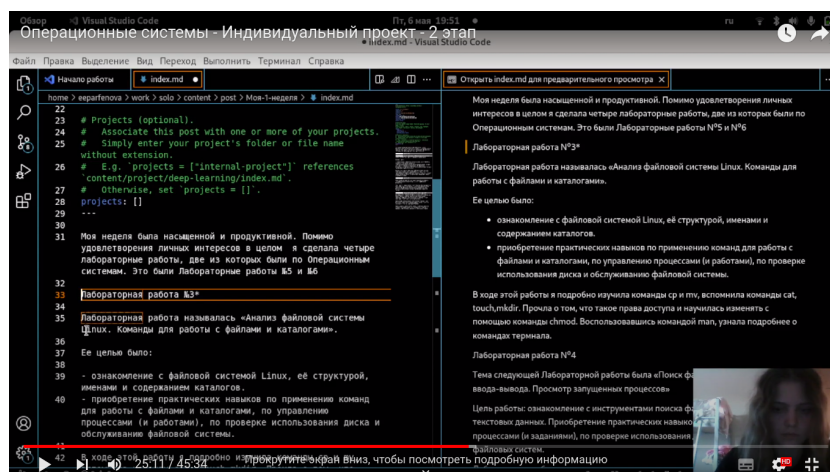 Обзор
Visual Studio Code
Пт, 6 мая 19:51
ru
Операционные системы - Индивидуальный проект - 2 этап
index.md - Visual Studio Code
Файл Правка Выделение Вид Переход Выполнить Терминал Справка
Начало работы
index.md
Открыть index.md для предварительного просмотра
home > eeparfenova > work > solo > content > post > Моя-1-неделя > index.md
22
23 # Projects (optional).
24 # Associate this post with one or more of your projects.
25 # Simply enter your project's folder or file name
without extension.
26 # E.g. `projects = ["internal-project"]` references
`content/project/deep-learning/index.md`.
27 # Otherwise, set `projects = []`.
28 projects: []
29 ---
30
31 Моя неделя была насыщенной и продуктивной. Помимо
удовлетворения личных интересов в целом я сделала четыре
лабораторные работы, две из которых были по Операционным
системам. Это были Лабораторные работы №5 и №6
32
33 Лабораторная работа №3*
34
35 Лабораторная работа называлась «Анализ файловой системы
Linux. Команды для работы с файлами и каталогами».
36
37 Ее целью было:
38
39 - ознакомление с файловой системой Linux, её структурой,
именами и содержанием каталогов.
40 - приобретение практических навыков по применению команд
для работы с файлами и каталогами, по управлению
процессами (и работами), по проверке использования диска и
обслуживанию файловой системы.
41
42 В ходе этой работы я подробно
Моя неделя была насыщенной и продуктивной. Помимо удовлетворения личных
интересов в целом я сделала четыре лабораторные работы, две из которых были по
Операционным системам. Это были Лабораторные работы №5 и №6
Лабораторная работа №3*
Лабораторная работа называлась «Анализ файловой системы Linux. Команды для
работы с файлами и каталогами».
Ее целью было:
• ознакомление с файловой системой Linux, её структурой, именами и
содержанием каталогов.
• приобретение практических навыков по применению команд для работы с
файлами и каталогами, по управлению процессами (и работами), по проверке
использования диска и обслуживанию файловой системы.
В ходе этой работы я подробно изучила команды cp и mv, вспомнила команды cat,
touch,mkdir. Прочла о том, что такое права доступа и научилась изменять с
помощью команды chmod. Воспользовавшись командой man, узнала подробнее о
командах термнала.
Лабораторная работа №4
Тема следующей Лабораторной работы была «Поиск
ввода-вывода. Просмотр запущенных процессов»
Цель работы: ознакомление с инструментами поиска
текстовых данных. Приобретение практических
процессами (и заданиями), по проверке использования
файловых систем.
25:11 / 45:34
Прокрутите экран вниз, чтобы посмотреть подробную информацию
HD